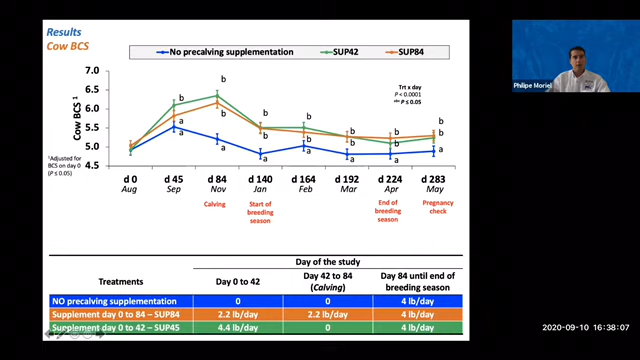 Results
Cow BCS
No precalving supplementation SUP42 SUP84
Cow BCS 1
7.0
6.5
6.0
5.5
5.0
4.5
b
b
b
b
b
b
b
b
a
a
a
a
a
a
a
Trt x day
P < 0.0001
abc P ≤ 0.05
1Adjusted for
BCS on day 0
(P ≤ 0.05)
d 0 d 45 d 84 d 140 d 164 d 192 d 224 d 283
Aug Sep Nov Jan Feb Mar Apr May
Calving
Start of
breeding
season
End of
breeding
season
Pregnancy
check
Day of the study
Treatments Day 0 to 42 Day 42 to 84
(Calving) Day 84 until end of
breeding season
NO precalving supplementation 0 0 4 lb/day
Supplement day 0 to 84 – SUP84 2.2 lb/day 2.2 lb/day 4 lb/day
Supplement day 0 to 42 – SUP45 4.4 lb/day 0 4 lb/day
Philipe Moriel
2020-09-10 16:38:07